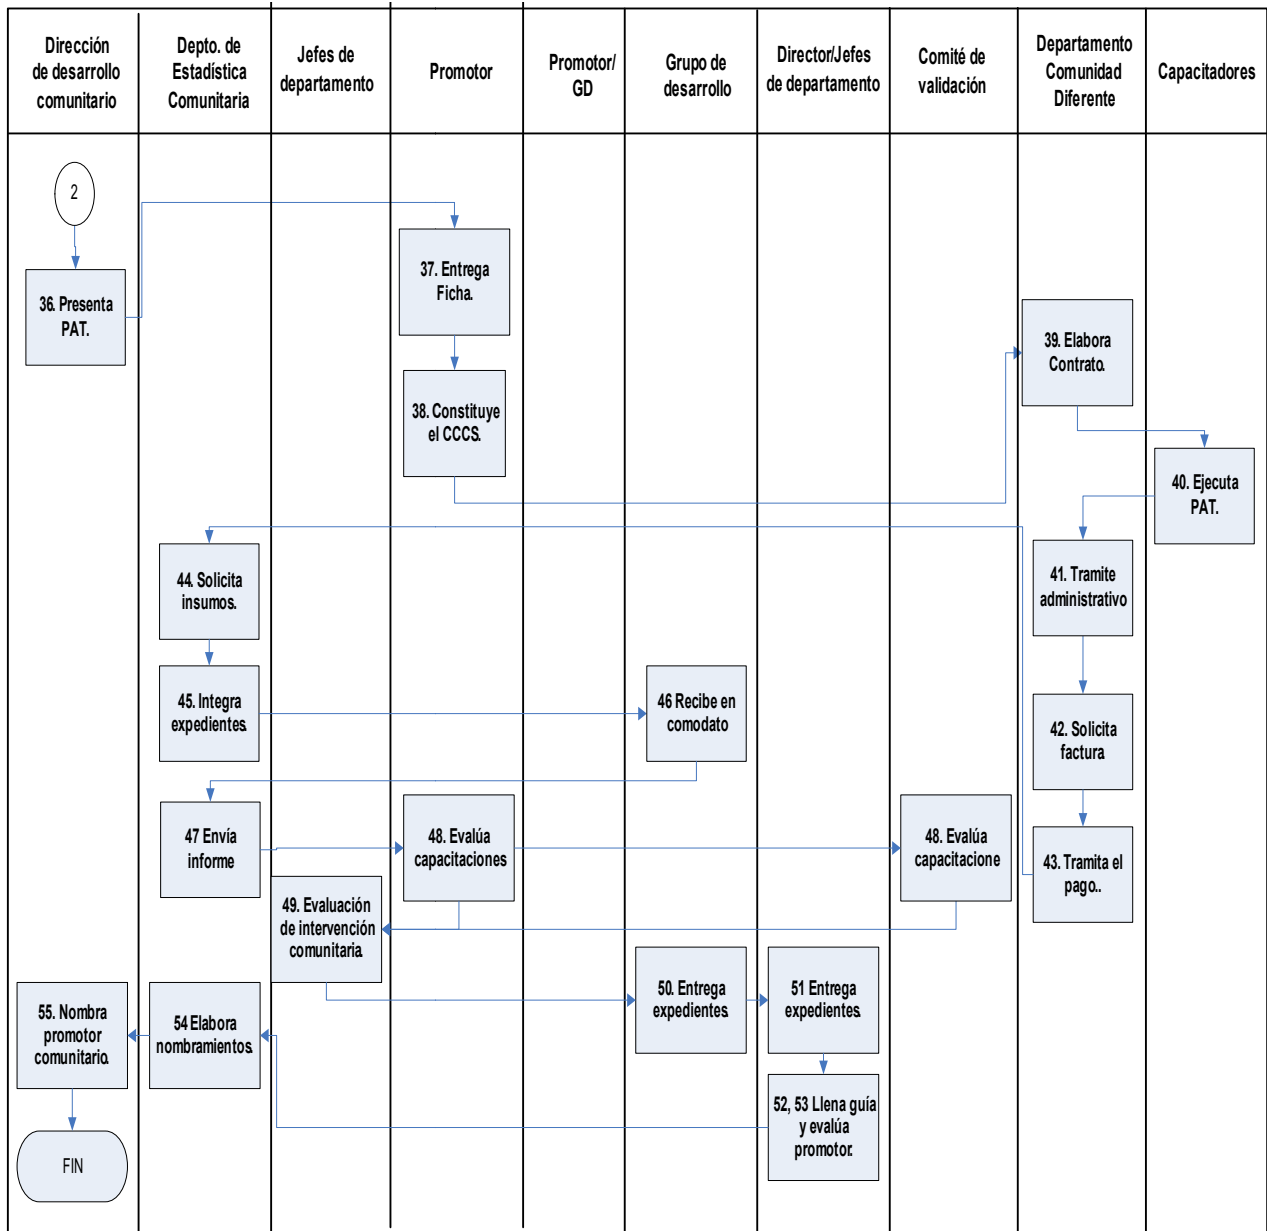 Dirección
de desarrollo
comunitario
Depto. de
Estadística
Comunitaria
Jefes de
departamento
Promotor
Promotor/
GD
Grupo de
desarrollo
Director/Jefes
de departamento
Comité de
validación
Departamento
Comunidad
Diferente
Capacitadores
2
36. Presenta
PAT.
37. Entrega
Ficha.
38. Constituye
el CCCS.
39. Elabora
Contrato.
40. Ejecuta
PAT.
41. Tramite
administrativo
42. Solicita
factura
43. Tramita el
pago..
44. Solicita
insumos.
45. Integra
expedientes.
46 Recibe en
comodato
47 Envía
informe
48. Evalúa
capacitaciones
48. Evalúa
capacitacione
49. Evaluación
de intervención
comunitaria.
50. Entrega
expedientes.
51 Entrega
expedientes.
52, 53 Llena guía
y evalúa
promotor.
54 Elabora
nombramientos.
55. Nombra
promotor
comunitario.
FIN